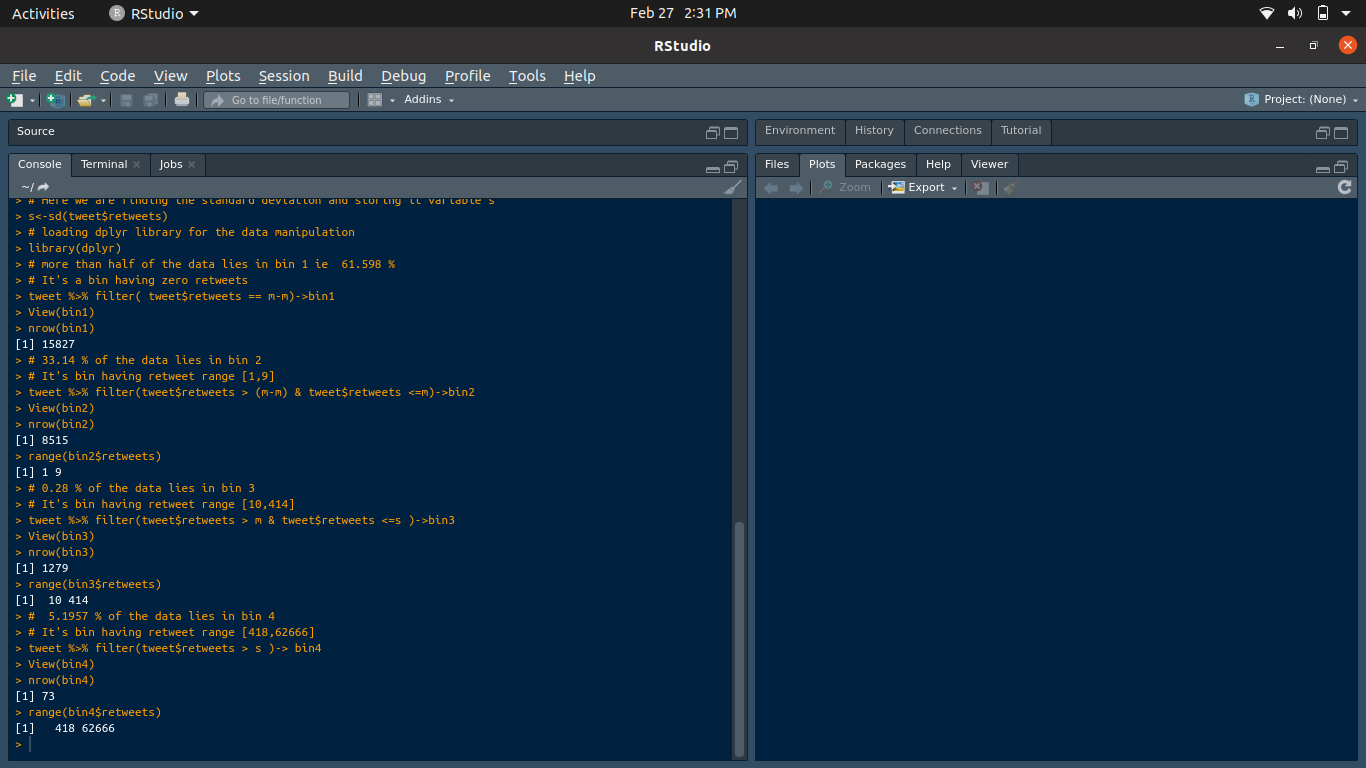 Activities RStudio Feb 27 2:31 PM
RStudio
File Edit Code View Plots Session Build Debug Profile Tools Help
Go to file/function Addins Project: (None)
Source
Environment History Connections Tutorial
Console Terminal Jobs
Files Plots Packages Help Viewer
~/
Zoom Export
> # Here we are finding the standard deviation and storing it variable s
> s<-sd(tweet$retweets)
> # loading dplyr library for the data manipulation
> library(dplyr)
> # more than half of the data lies in bin 1 ie  61.598 %
> # It's a bin having zero retweets
> tweet %>% filter( tweet$retweets == m-m)->bin1
> View(bin1)
> nrow(bin1)
[1] 15827
> # 33.14 % of the data lies in bin 2
> # It's bin having retweet range [1,9]
> tweet %>% filter(tweet$retweets > (m-m) & tweet$retweets <=m)->bin2
> View(bin2)
> nrow(bin2)
[1] 8515
> range(bin2$retweets)
[1] 1 9
> # 0.28 % of the data lies in bin 3
> # It's bin having retweet range [10,414]
> tweet %>% filter(tweet$retweets > m & tweet$retweets <=s )->bin3
> View(bin3)
> nrow(bin3)
[1] 1279
> range(bin3$retweets)
[1]  10 414
> #  5.1957 % of the data lies in bin 4
> # It's bin having retweet range [418,62666]
> tweet %>% filter(tweet$retweets > s )-> bin4
> View(bin4)
> nrow(bin4)
[1] 73
> range(bin4$retweets)
[1]   418 62666
>